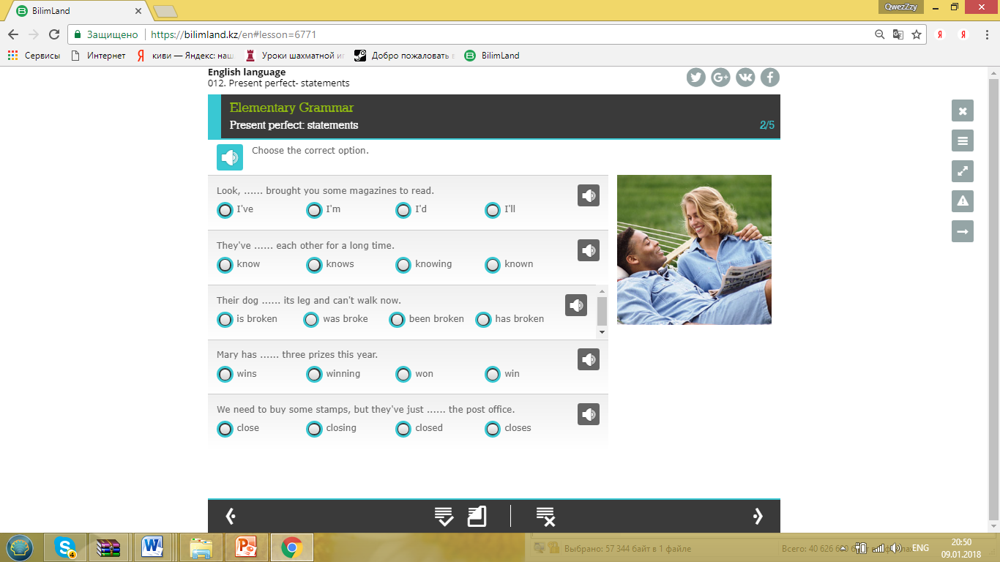 BilimLand
QwezZzy
Защищено
https://bilimland.kz/en#lesson=6771
Сервисы
Интернет
киви — Яндекс: наш
Уроки шахматной
Добро пожаловать
BilimLand
English language
012. Present perfect- statements
Elementary Grammar
Present perfect: statements
2/5
Choose the correct option.
Look, ...... brought you some magazines to read.
I've I'm I'd I'll
They've ...... each other for a long time.
know knows knowing known
Their dog ...... its leg and can't walk now.
is broken was broke been broken has broken
Mary has ...... three prizes this year.
wins winning won win
We need to buy some stamps, but they've just ...... the post office.
close closing closed closes
Выбрано: 57 344 байт в 1 файле
Всего: 40 626
ENG
20:50
09.01.2018